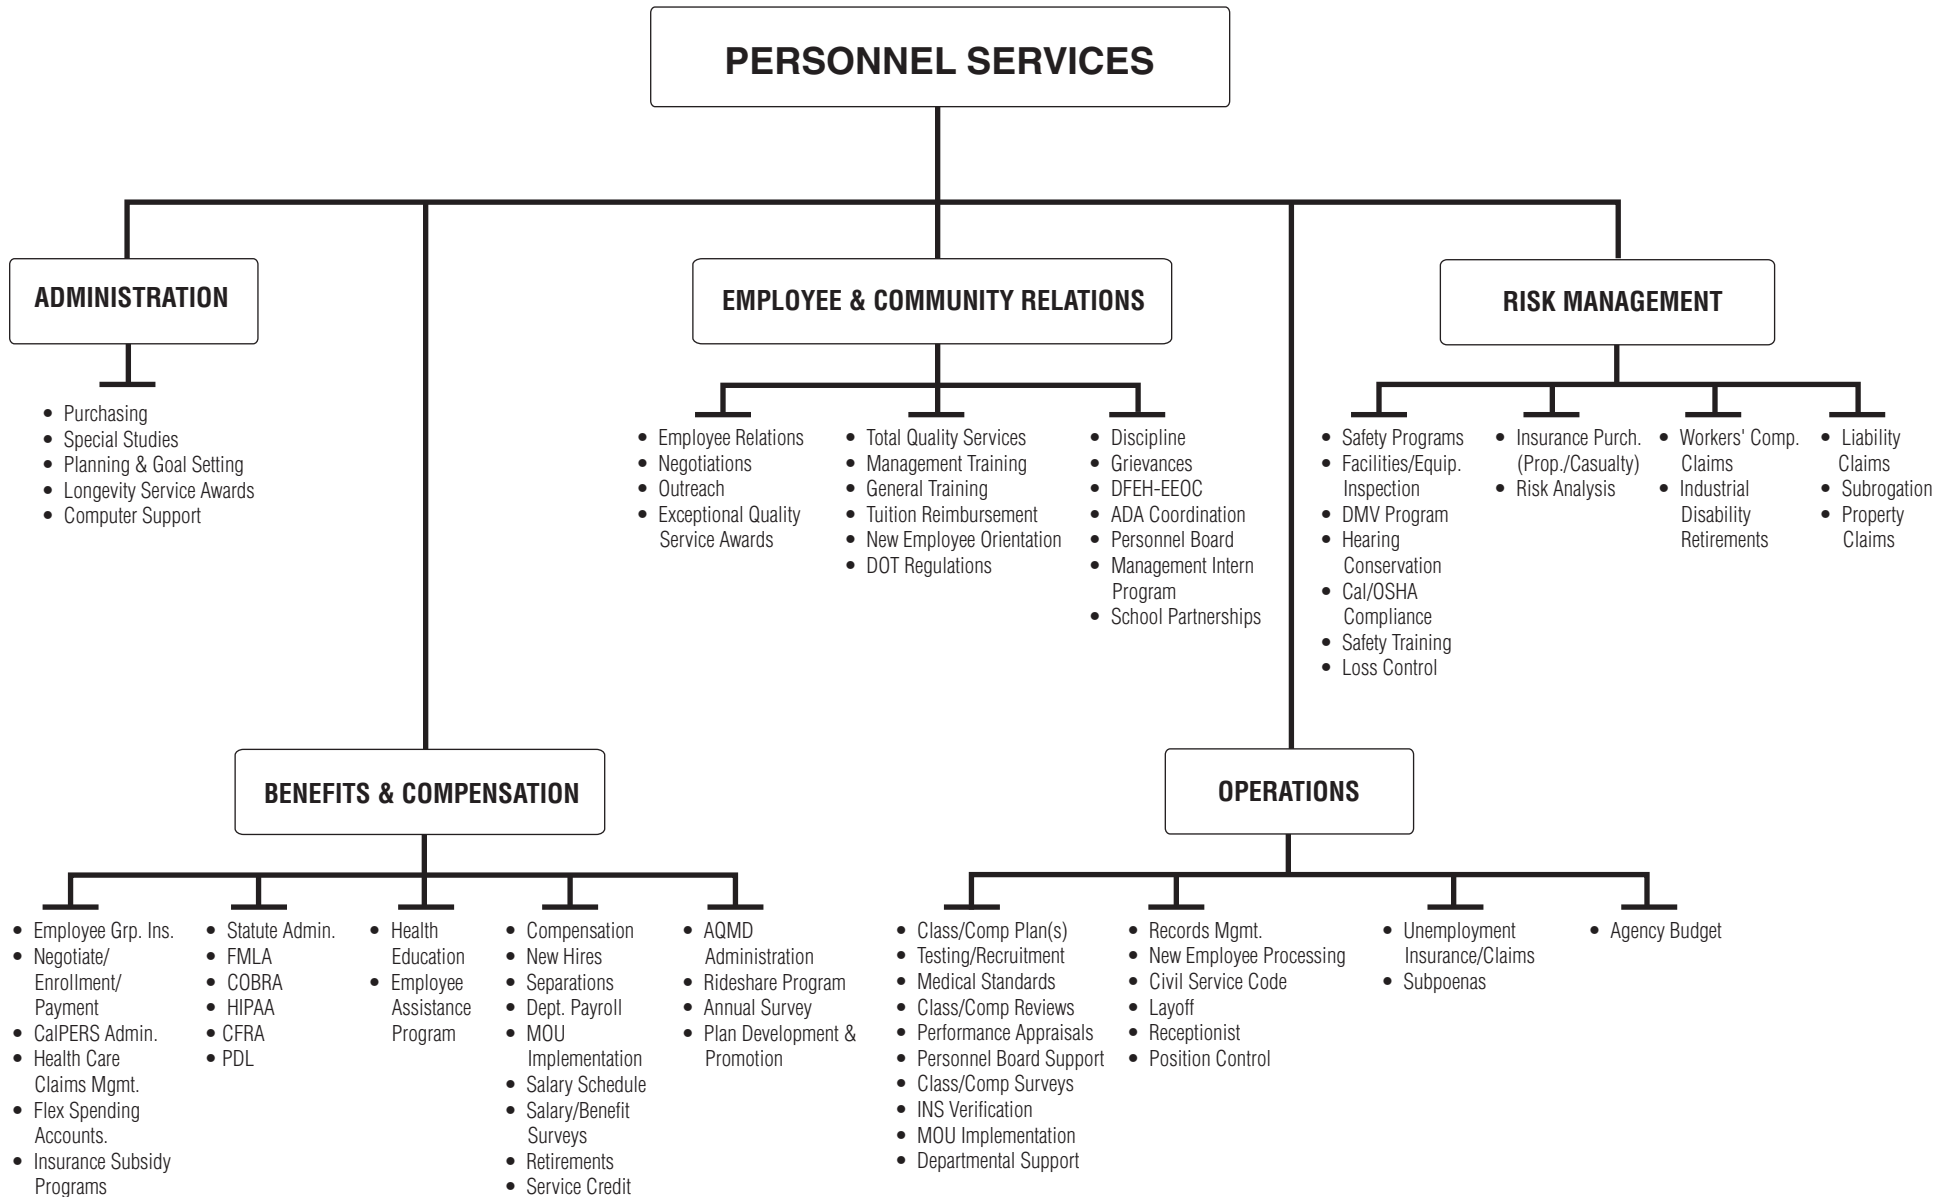 PERSONNEL SERVICES
ADMINISTRATION
• Purchasing
• Special Studies
• Planning & Goal Setting
• Longevity Service Awards
• Computer Support
EMPLOYEE & COMMUNITY RELATIONS
• Employee Relations
• Negotiations
• Outreach
• Exceptional Quality
Service Awards
• Total Quality Services
• Management Training
• General Training
• Tuition Reimbursement
• New Employee Orientation
• DOT Regulations
• Discipline
• Grievances
• DFEH-EEOC
• ADA Coordination
• Personnel Board
• Management Intern
Program
• School Partnerships
RISK MANAGEMENT
• Safety Programs
• Facilities/Equip.
Inspection
• DMV Program
• Hearing
Conservation
• Cal/OSHA
Compliance
• Safety Training
• Loss Control
• Insurance Purch.
(Prop./Casualty)
• Risk Analysis
• Workers' Comp.
Claims
• Industrial
Disability
Retirements
• Liability
Claims
• Subrogation
• Property
Claims
BENEFITS & COMPENSATION
• Employee Grp. Ins.
• Negotiate/
Enrollment/
Payment
• CalPERS Admin.
• Health Care
Claims Mgmt.
• Flex Spending
Accounts.
• Insurance Subsidy
Programs
• Statute Admin.
• FMLA
• COBRA
• HIPAA
• CFRA
• PDL
• Health
Education
• Employee
Assistance
Program
• Compensation
• New Hires
• Separations
• Dept. Payroll
• MOU
Implementation
• Salary Schedule
• Salary/Benefit
Surveys
• Retirements
• Service Credit
• AQMD
Administration
• Rideshare Program
• Annual Survey
• Plan Development &
Promotion
OPERATIONS
• Class/Comp Plan(s)
• Testing/Recruitment
• Medical Standards
• Class/Comp Reviews
• Performance Appraisals
• Personnel Board Support
• Class/Comp Surveys
• INS Verification
• MOU Implementation
• Departmental Support
• Records Mgmt.
• New Employee Processing
• Civil Service Code
• Layoff
• Receptionist
• Position Control
• Unemployment
Insurance/Claims
• Subpoenas
• Agency Budget